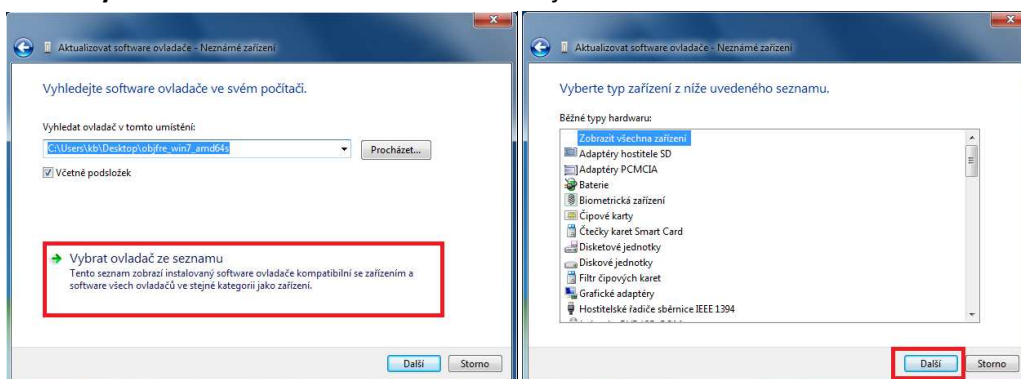 Aktualizovat software ovladače - Neznámé zařízení
Vyhledejte software ovladače ve svém počítači.
Vyhledat ovladač v tomto umístění:
C:\Users\kb\Desktop\objfre_win7_amd64s
Procházet...
Včetně podsložek
Vybrat ovladač ze seznamu
Tento seznam zobrazí instalovaný software ovladače kompatibilní se zařízením a
software všech ovladačů ve stejné kategorii jako zařízení.
Další
Storno
Aktualizovat software ovladače - Neznámé zařízení
Vyberte typ zařízení z níže uvedeného seznamu.
Běžné typy hardwaru:
Zobrazit všechna zařízení
Adaptéry hostitele SD
Adaptéry PCMCIA
Baterie
Biometrická zařízení
Čipové karty
Čtečky karet Smart Card
Disketové jednotky
Diskové jednotky
Filtr čipových karet
Grafické adaptéry
Hostitelské řadiče sběrnice IEEE 1394
Další
Storno